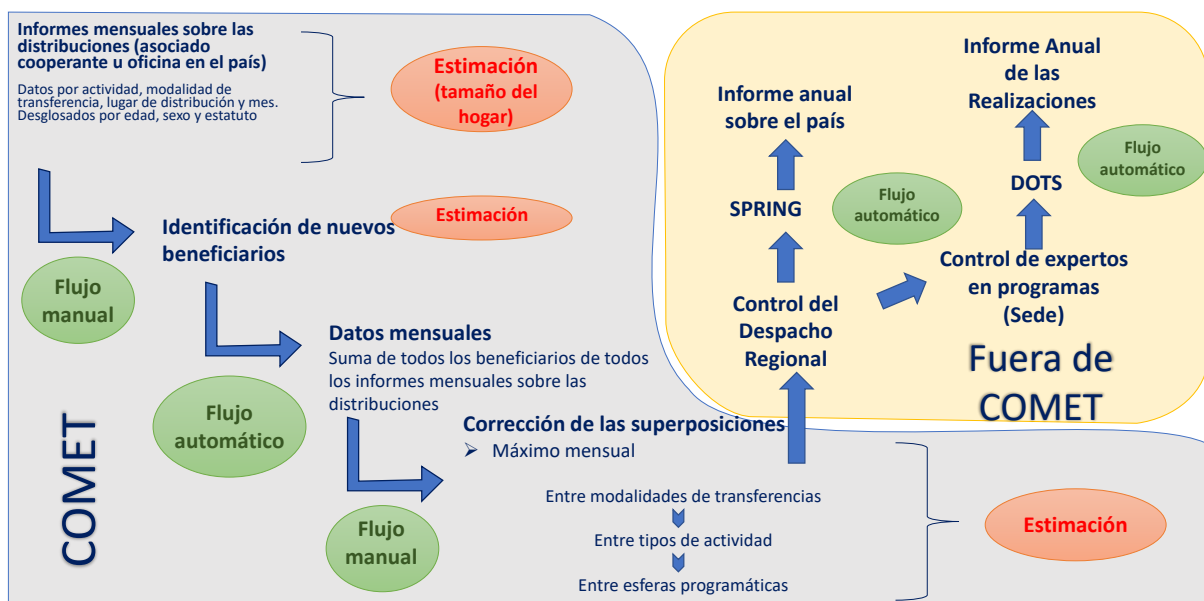 Informes mensuales sobre las
distribuciones (asociado
cooperante u oficina en el país)
Datos por actividad, modalidad de
transferencia, lugar de distribución y mes.
Desglosados por edad, sexo y estatuto
Estimación
(tamaño del
hogar)
Identificación de nuevos
beneficiarios
Estimación
Flujo
manual
Datos mensuales
Suma de todos los beneficiarios de todos
los informes mensuales sobre las
distribuciones
Flujo
automático
Corrección de las superposiciones
➢ Máximo mensual
Flujo
manual
Entre modalidades de transferencias
Entre tipos de actividad
Entre esferas programáticas
Estimación
COMET
Informe anual
sobre el país
SPRING
Control del
Despacho
Regional
Flujo
automático
Informe Anual
de las
Realizaciones
Flujo
automático
DOTS
Control de expertos
en programas
(Sede)
Fuera de
COMET